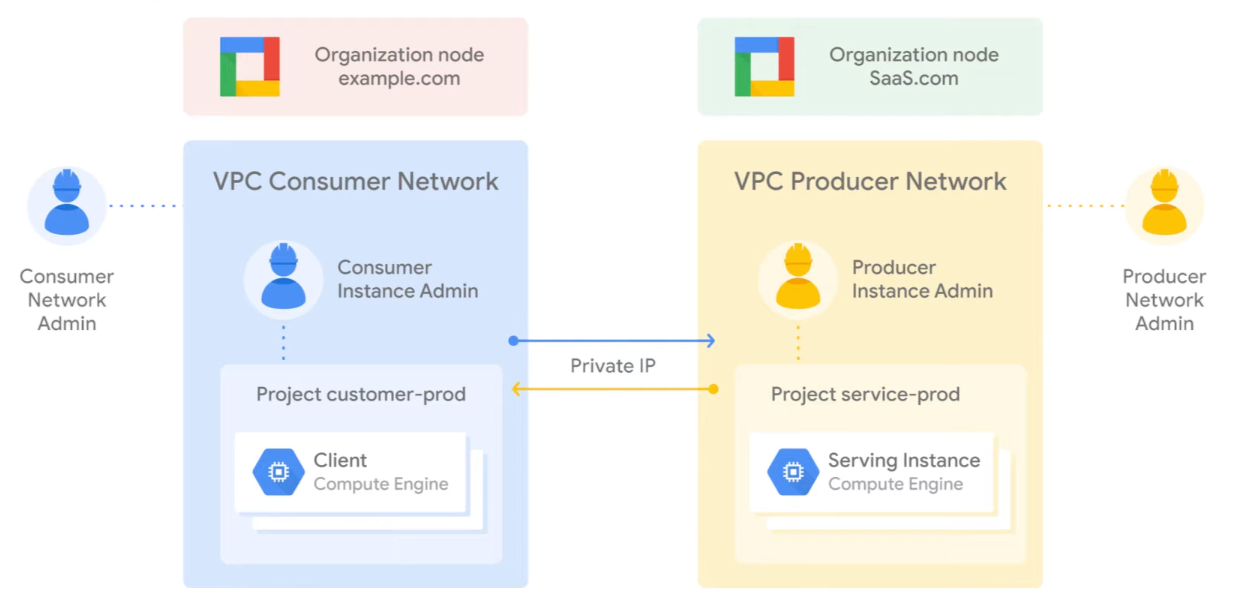 Organization node
example.com
Organization node
SaaS.com
VPC Consumer Network
VPC Producer Network
Consumer
Network
Admin
Consumer
Instance Admin
Producer
Instance Admin
Producer
Network
Admin
Private IP
Project customer-prod
Project service-prod
Client
Compute Engine
Serving Instance
Compute Engine